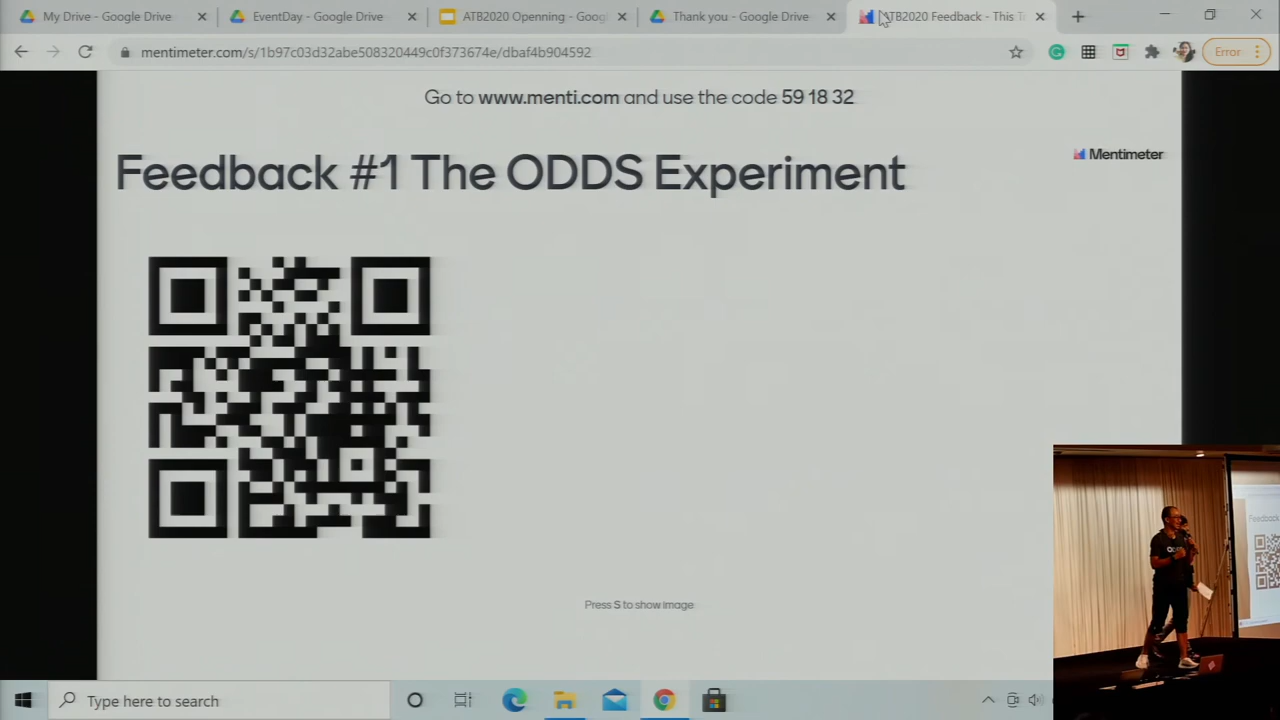 My Drive - Google Drive
EventDay - Google Drive
ATB2020 Openning - Goog
Thank you - Google Drive
TB2020 Feedback - This T
mentimeter.com/s/1b97c03d32abe508320449c0f373674e/dbaf4b904592
Error
Go to www.menti.com and use the code 59 18 32
Feedback #1 The ODDS Experiment
Mentimeter
Press S to show image
Feedback
Type here to search